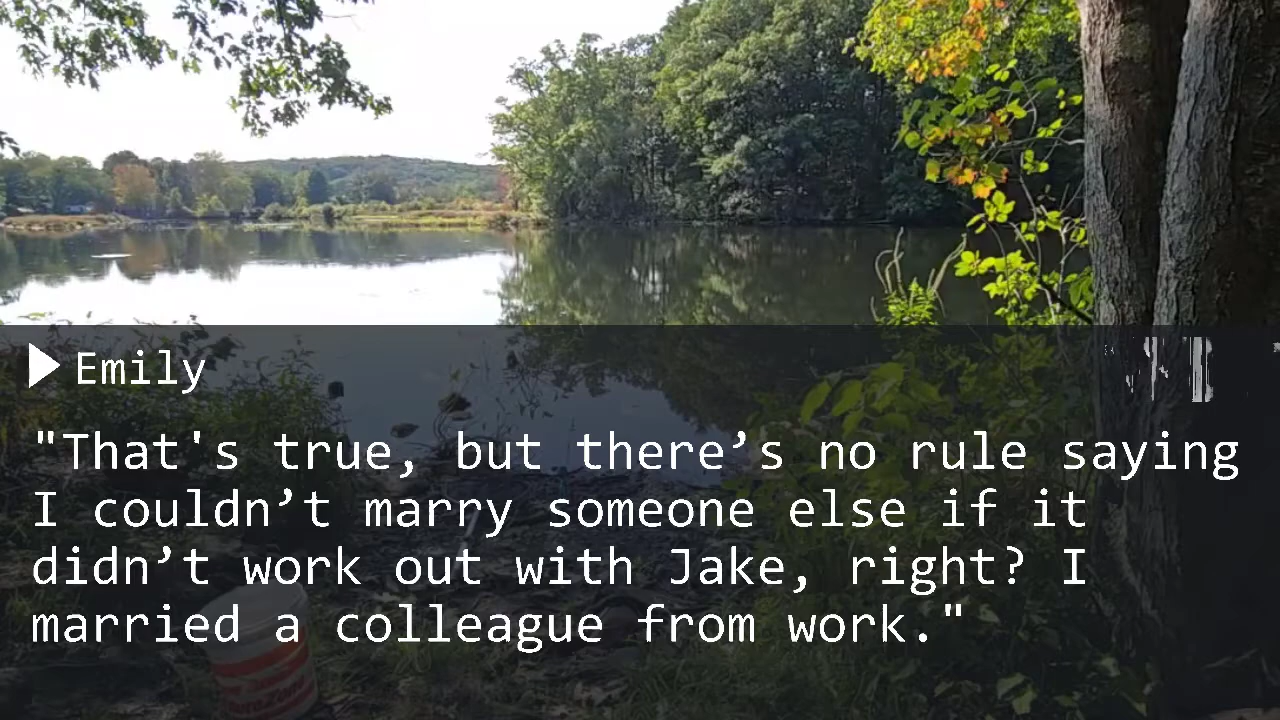 Emily
"That's true, but there’s no rule saying
I couldn’t marry someone else if it
didn’t work out with Jake, right? I
married a colleague from work."